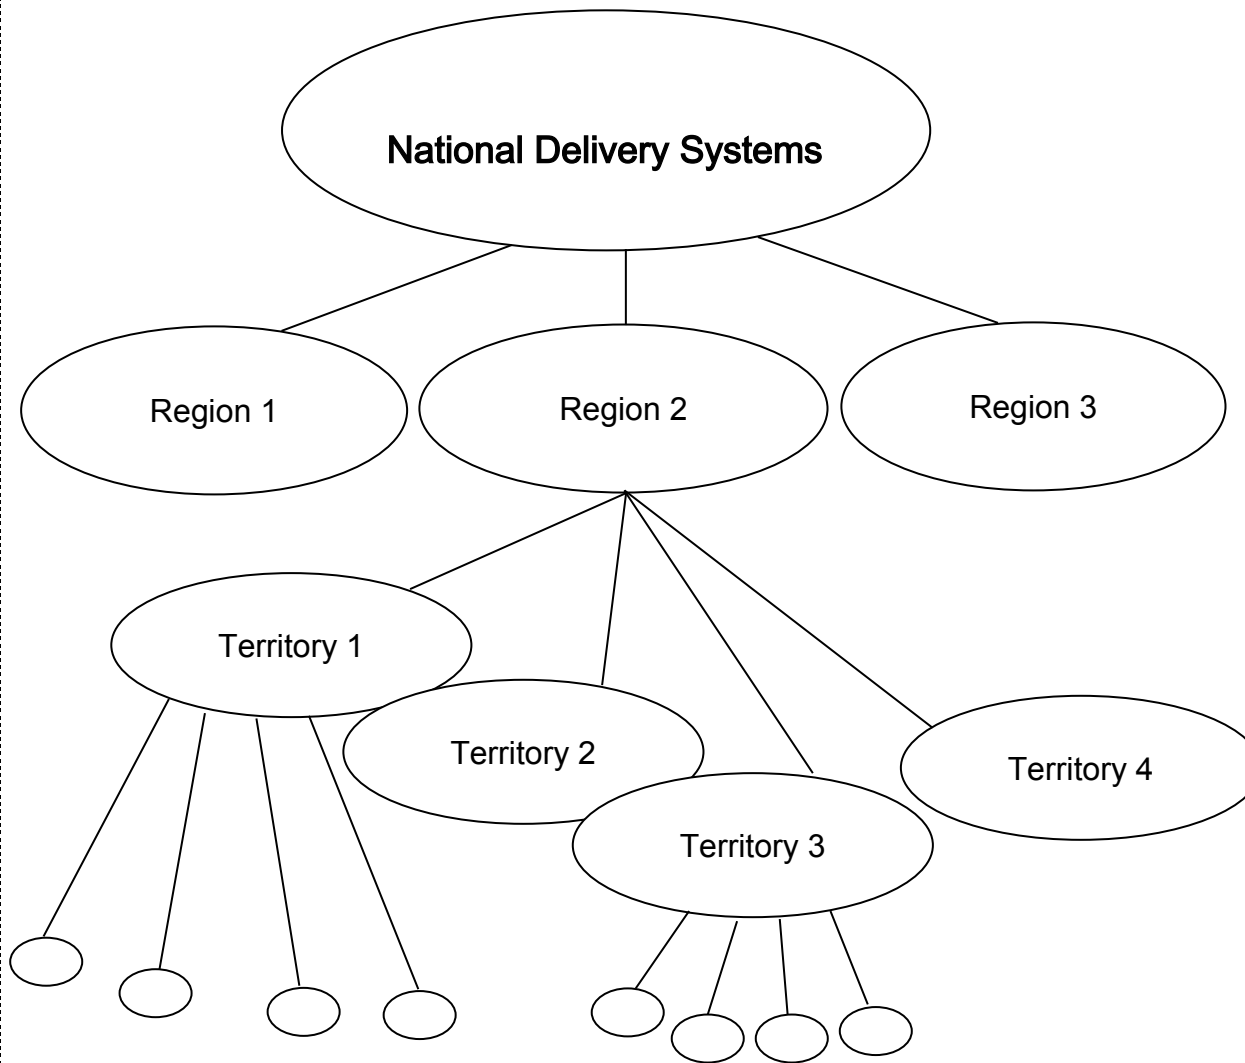 National Delivery Systems
Region 1
Region 2
Region 3
Territory 1
Territory 2
Territory 3
Territory 4